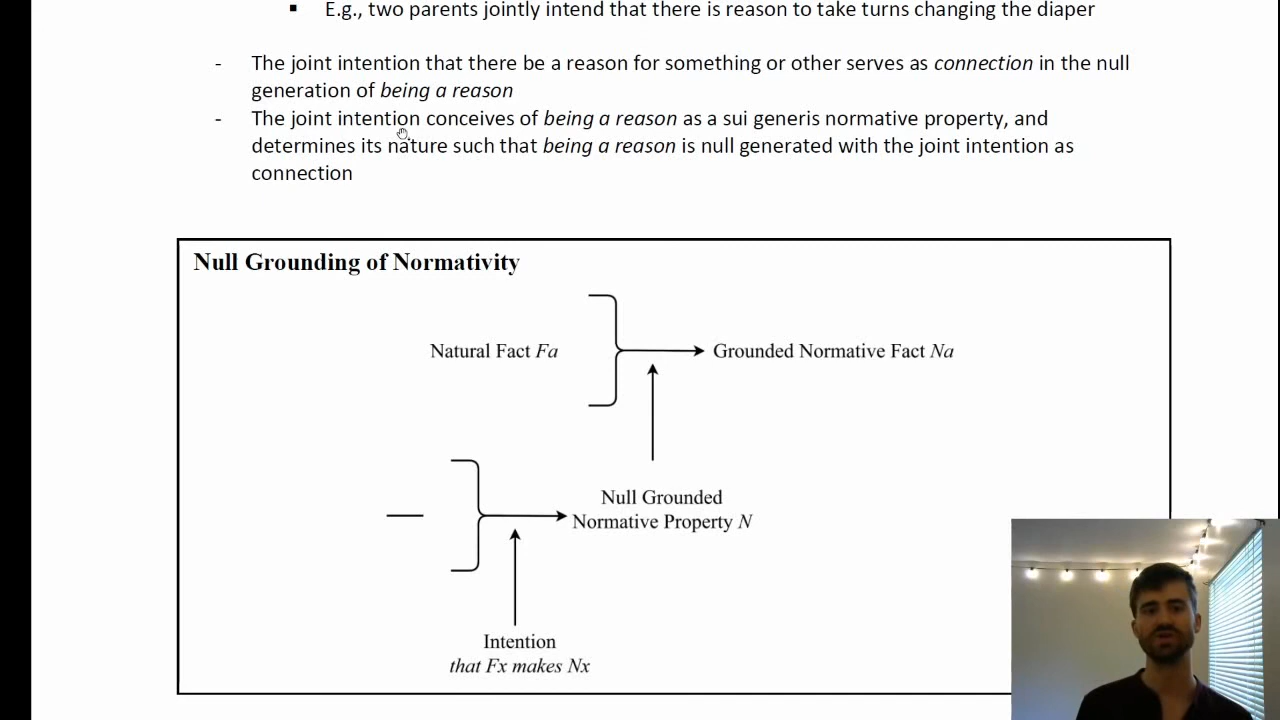 ▪ E.g., two parents jointly intend that there is reason to take turns changing the diaper
- The joint intention that there be a reason for something or other serves as connection in the null
generation of being a reason
- The joint intention conceives of being a reason as a sui generis normative property, and
determines its nature such that being a reason is null generated with the joint intention as
connection
Null Grounding of Normativity
Natural Fact Fa
Grounded Normative Fact Na
Null Grounded
Normative Property N
Intention
that Fx makes Nx